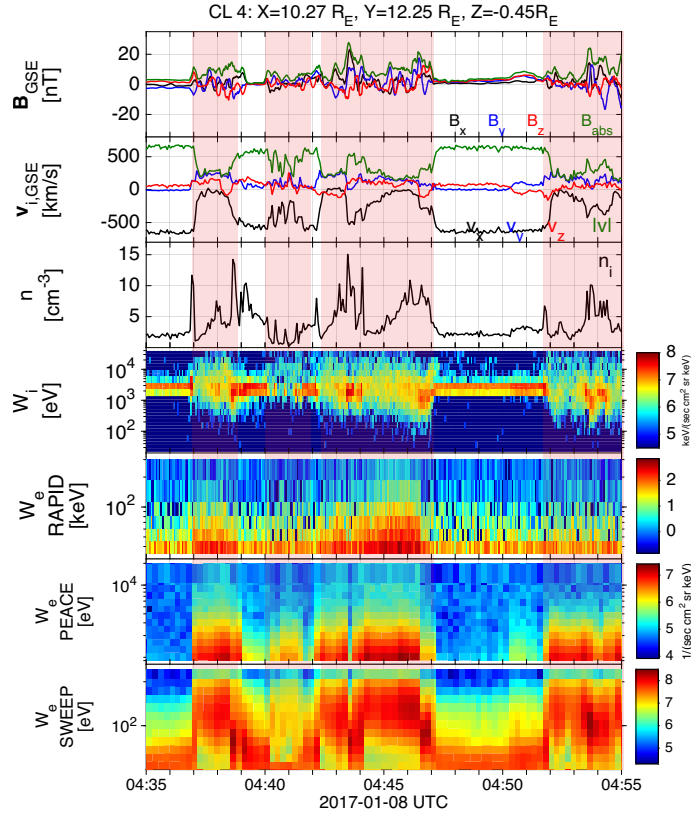 CL 4: X=10.27 R_E, Y=12.25 R_E, Z=-0.45R_E
B_GSE
[nT]
20
0
-20
B_x B_y B_z B_abs
v_i,GSE
[km/s]
500
0
-500
v_x v_y v_z |v|
n
[cm^-3]
15
10
5
n_i
W_i
[eV]
10^4
10^3
10^2
8
7
6
5
keV/(sec cm^2 sr keV)
W_e
RAPID
[keV]
10^2
2
1
0
W_e
PEACE
[eV]
10^4
7
6
5
4
1/(sec cm^2 sr keV)
W_e
SWEEP
[eV]
10^2
8
7
6
5
04:35 04:40 04:45 04:50 04:55
2017-01-08 UTC